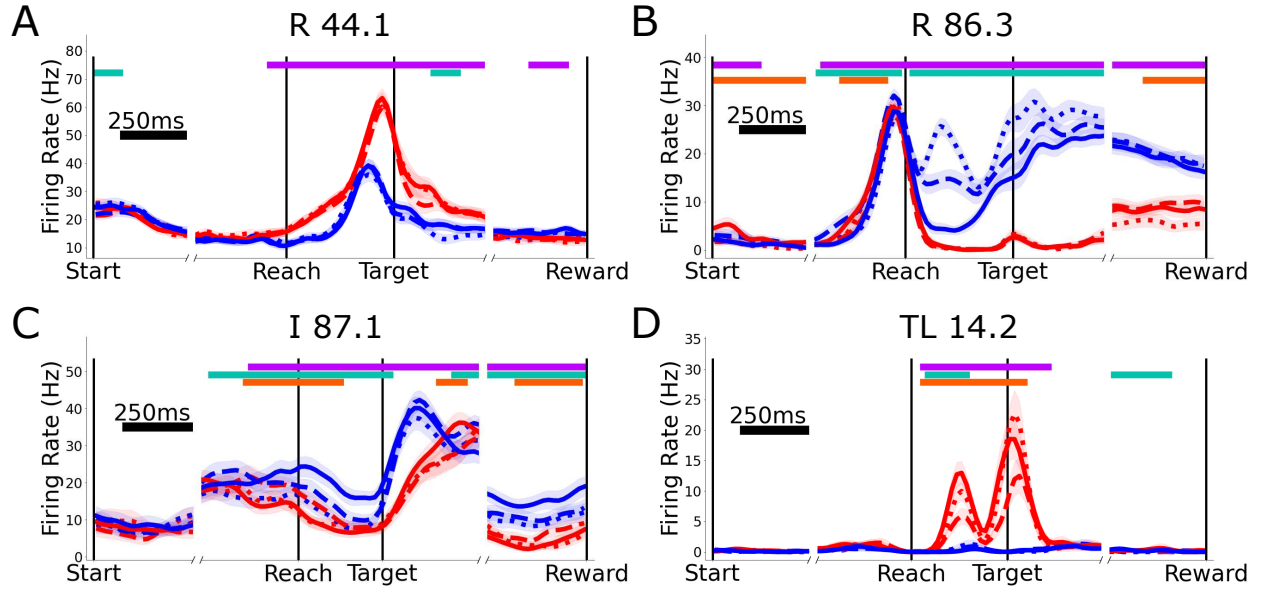 A
R 44.1
Firing Rate (Hz)
80
70
60
50
40
30
20
10
250ms
Start
Reach
Target
Reward
B
R 86.3
Firing Rate (Hz)
40
30
20
10
0
250ms
Start
Reach
Target
Reward
C
I 87.1
Firing Rate (Hz)
50
40
30
20
10
0
250ms
Start
Reach
Target
Reward
D
TL 14.2
Firing Rate (Hz)
35
30
25
20
15
10
5
0
250ms
Start
Reach
Target
Reward